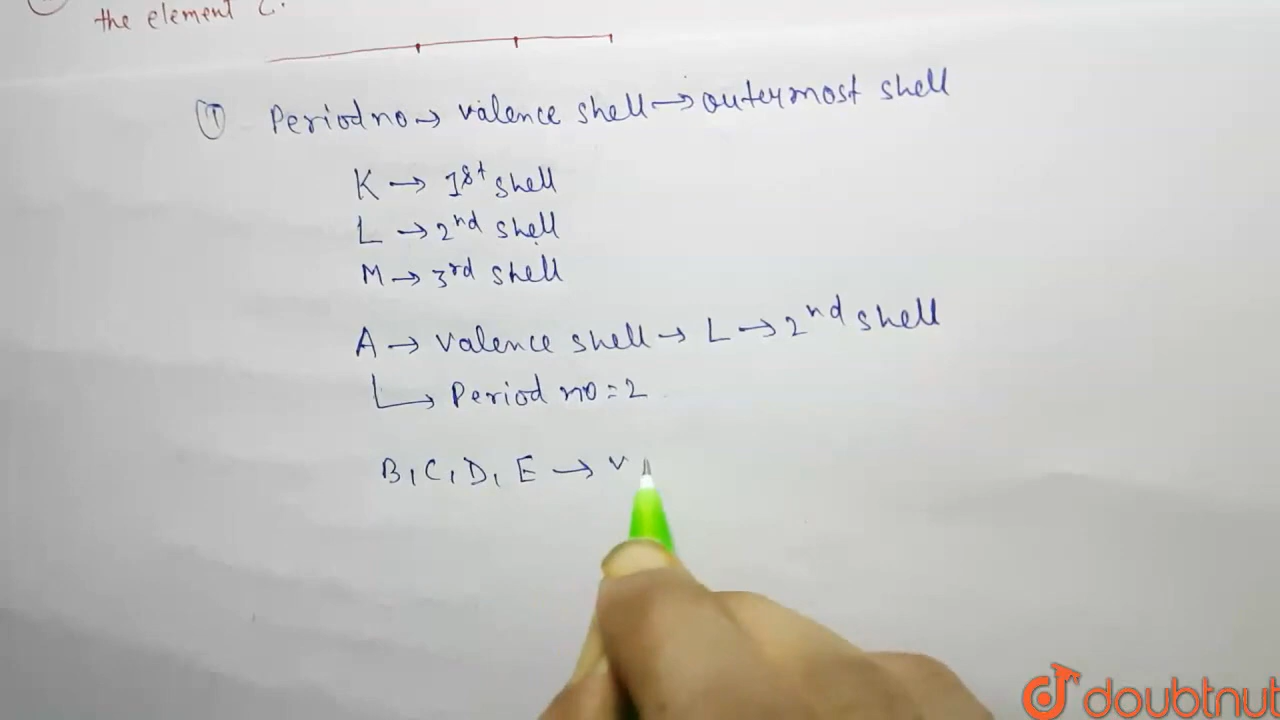 the element C.
① Period no → valence shell → outermost shell
K → 1st shell
L → 2nd shell
M → 3rd shell
A → valence shell → L → 2nd shell
↳ Period no = 2
B, C, D, E → v
doubtnut